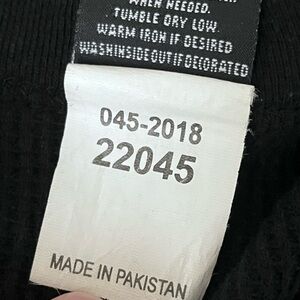 WHEN NEEDED.
TUMBLE DRY LOW.
WARM IRON IF DESIRED
WASHINSIDEOUTIFDECORATED
045-2018
22045
MADE IN PAKISTAN